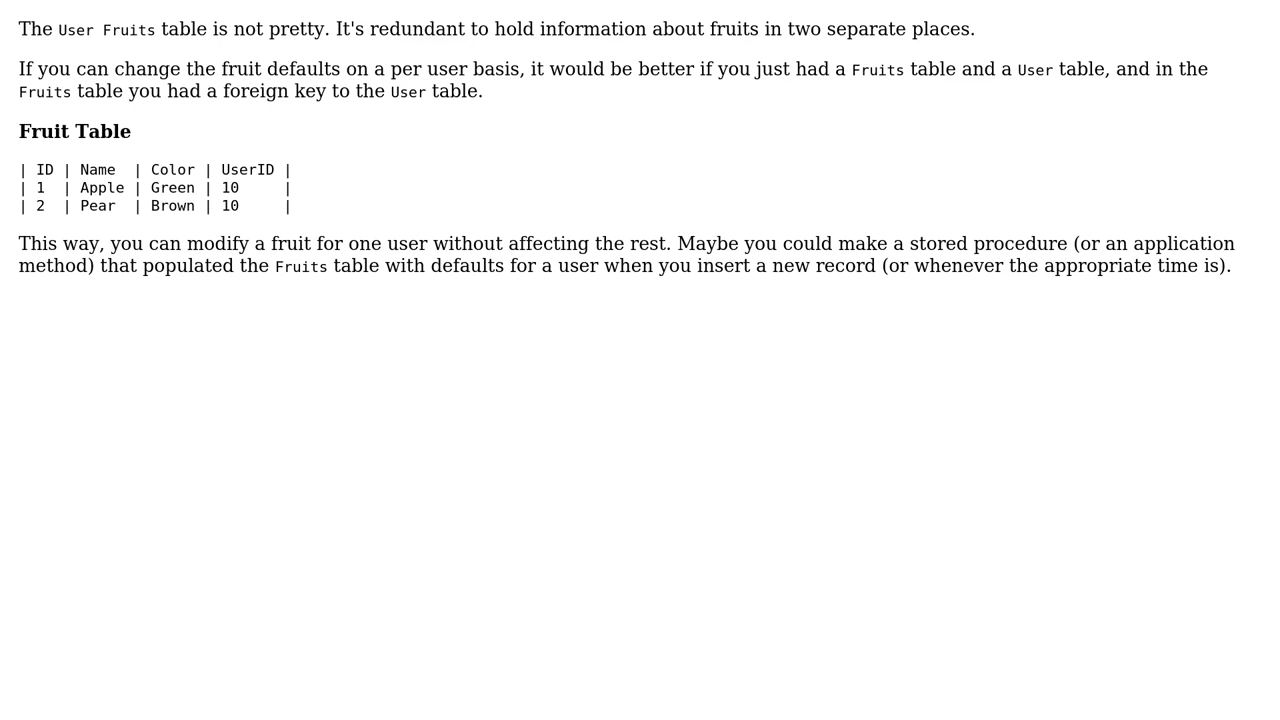 The User Fruits table is not pretty. It's redundant to hold information about fruits in two separate places.
If you can change the fruit defaults on a per user basis, it would be better if you just had a Fruits table and a User table, and in the
Fruits table you had a foreign key to the User table.
Fruit Table
| ID | Name  | Color | UserID |
| 1  | Apple | Green | 10     |
| 2  | Pear  | Brown | 10     |
This way, you can modify a fruit for one user without affecting the rest. Maybe you could make a stored procedure (or an application
method) that populated the Fruits table with defaults for a user when you insert a new record (or whenever the appropriate time is).